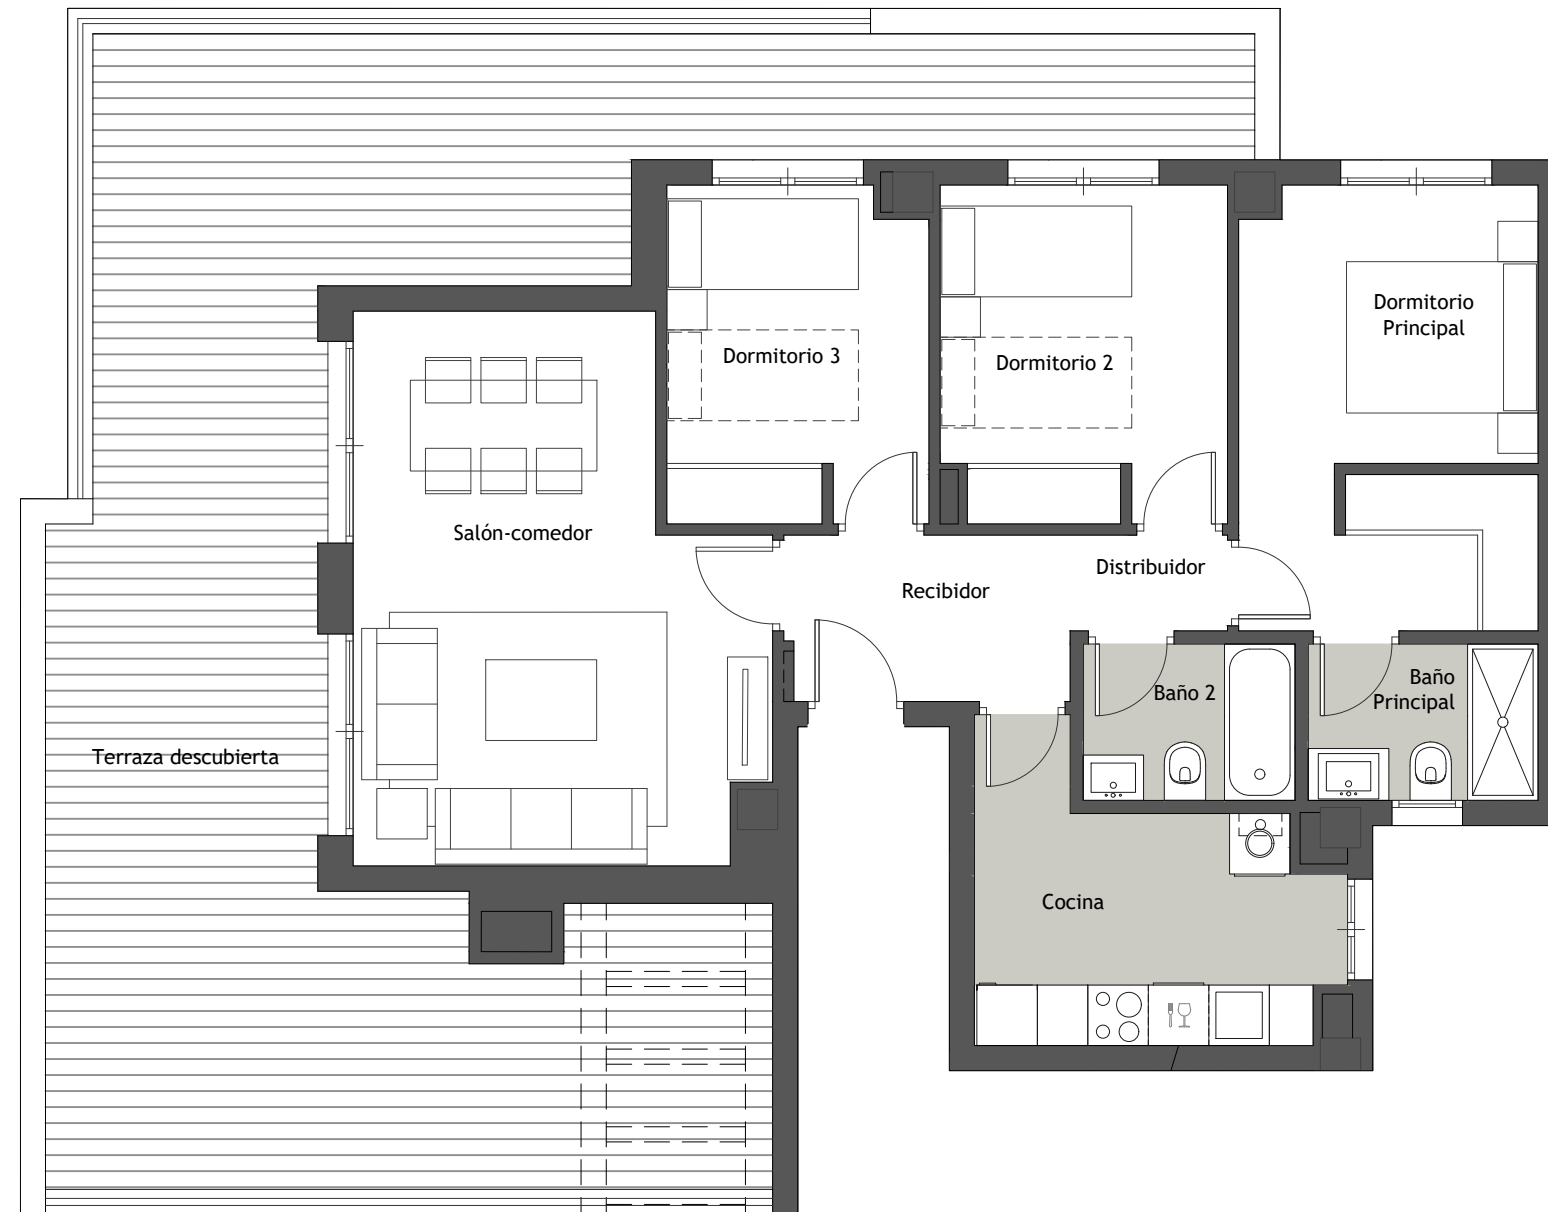 Dormitorio
Principal
Dormitorio 3
Dormitorio 2
Salón-comedor
Distribuidor
Recibidor
Baño 2
Baño
Principal
Terraza descubierta
Cocina